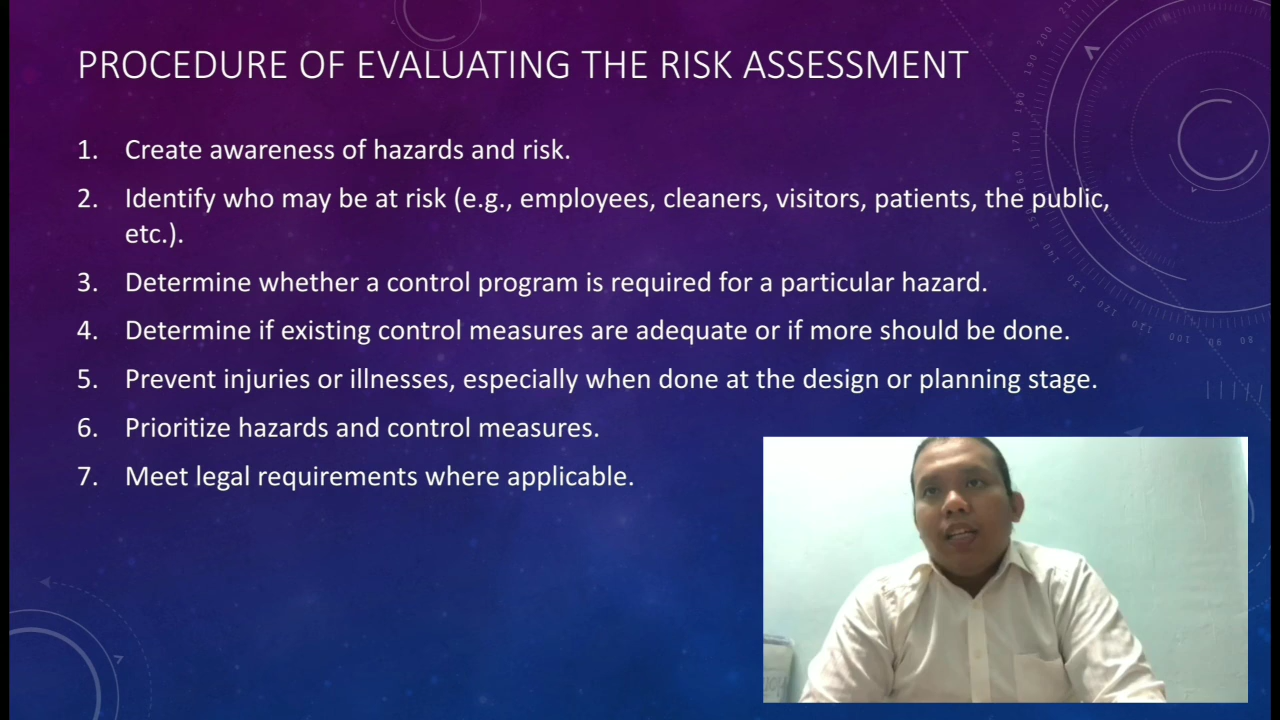 PROCEDURE OF EVALUATING THE RISK ASSESSMENT
1. Create awareness of hazards and risk.
2. Identify who may be at risk (e.g., employees, cleaners, visitors, patients, the public,
etc.).
3. Determine whether a control program is required for a particular hazard.
4. Determine if existing control measures are adequate or if more should be done.
5. Prevent injuries or illnesses, especially when done at the design or planning stage.
6. Prioritize hazards and control measures.
7. Meet legal requirements where applicable.